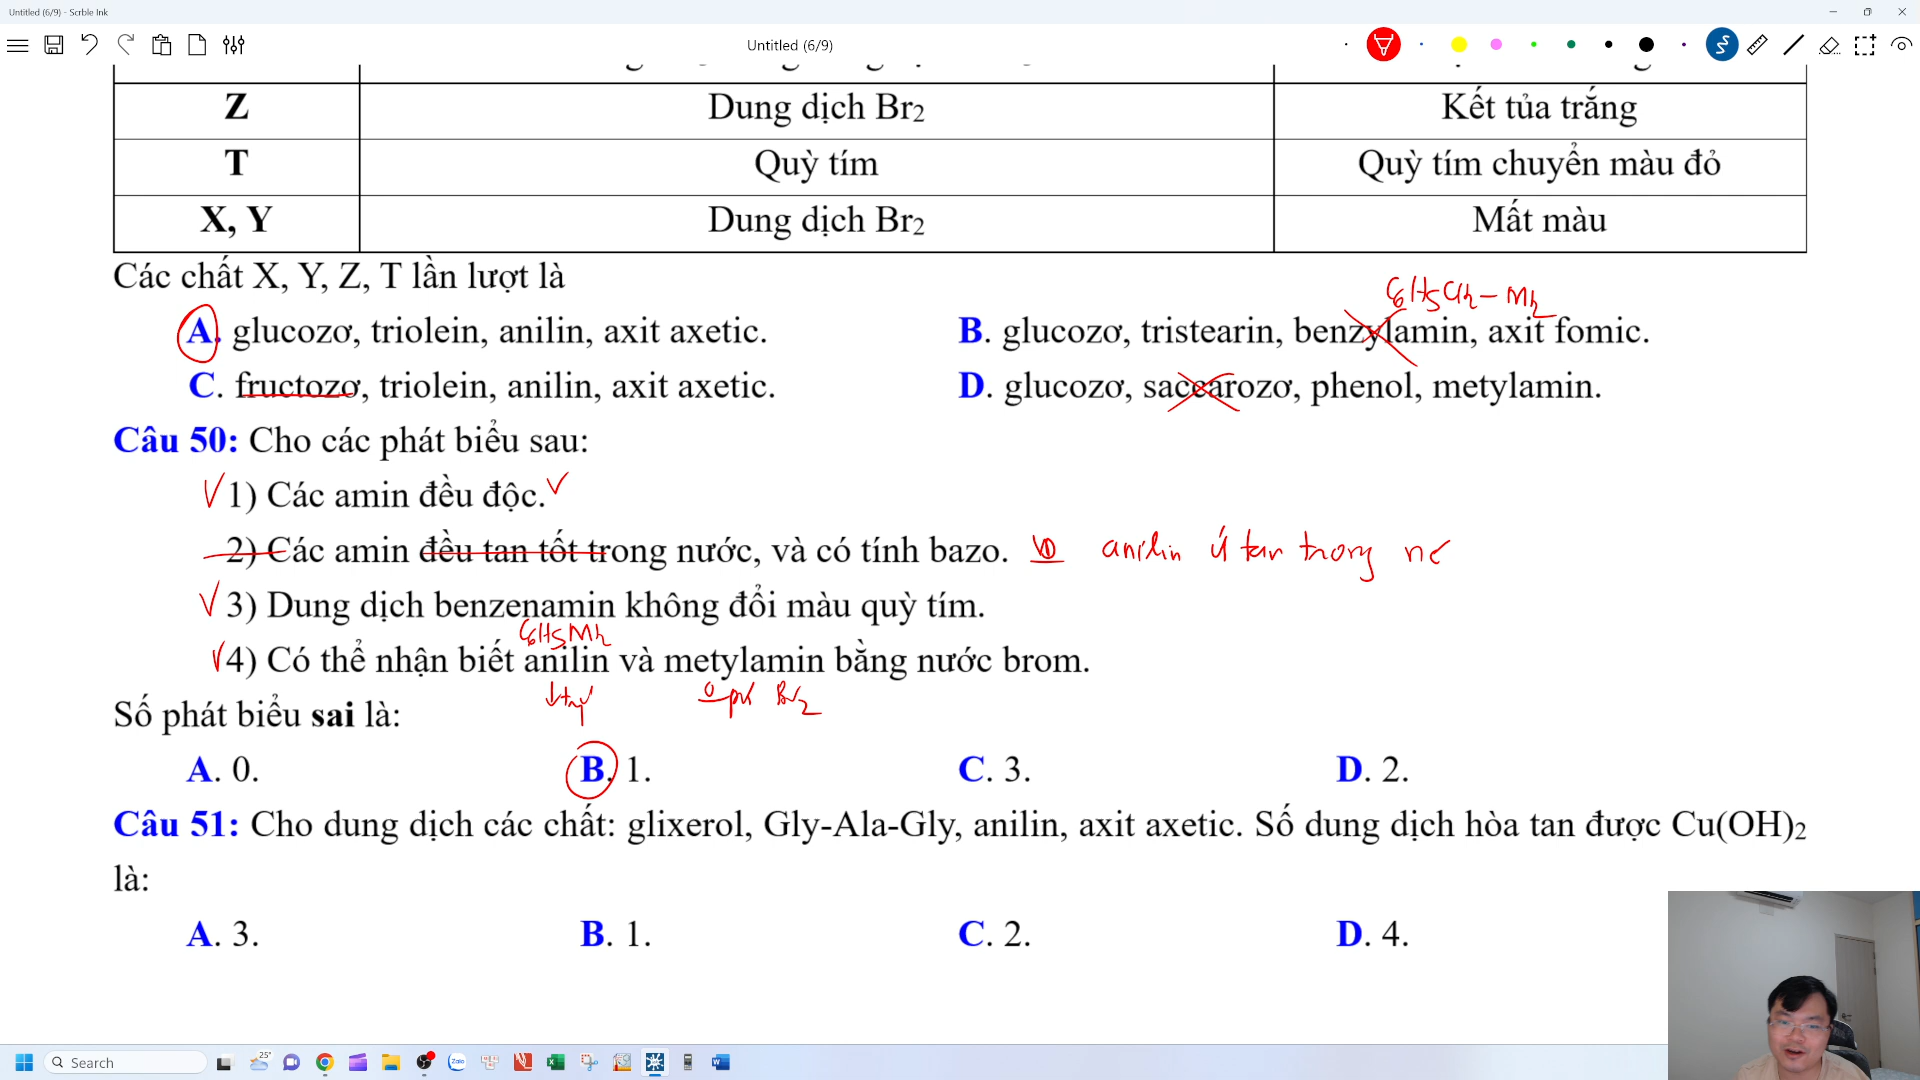 Untitled (6/9) - Scrble Ink
Untitled (6/9)
Z Dung dịch Br₂ Kết tủa trắng
T Quỳ tím Quỳ tím chuyển màu đỏ
X, Y Dung dịch Br₂ Mất màu
Các chất X, Y, Z, T lần lượt là
C6H5CH2-NH2
A. glucozơ, triolein, anilin, axit axetic. B. glucozơ, tristearin, benzylamin, axit fomic.
C. fructozơ, triolein, anilin, axit axetic. D. glucozơ, saccarozơ, phenol, metylamin.
Câu 50: Cho các phát biểu sau:
1) Các amin đều độc.
2) Các amin đều tan tốt trong nước, và có tính bazo. VD anilin ít tan trong nc
3) Dung dịch benzenamin không đổi màu quỳ tím.
C6H5NH2
4) Có thể nhận biết anilin và metylamin bằng nước brom.
Br2
Số phát biểu sai là:
A. 0. B. 1. C. 3. D. 2.
Câu 51: Cho dung dịch các chất: glixerol, Gly-Ala-Gly, anilin, axit axetic. Số dung dịch hòa tan được Cu(OH)₂
là:
A. 3. B. 1. C. 2. D. 4.
25°
Search
Zalo